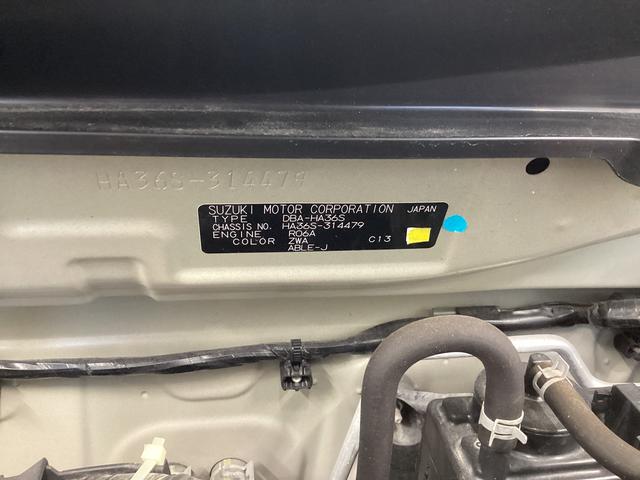 HA36S-314479
SUZUKI MOTOR CORPORATION JAPAN
TYPE DBA-HA36S
CHASSIS NO. HA36S-314479
ENGINE R06A
COLOR ZWA C13
ABLE-J